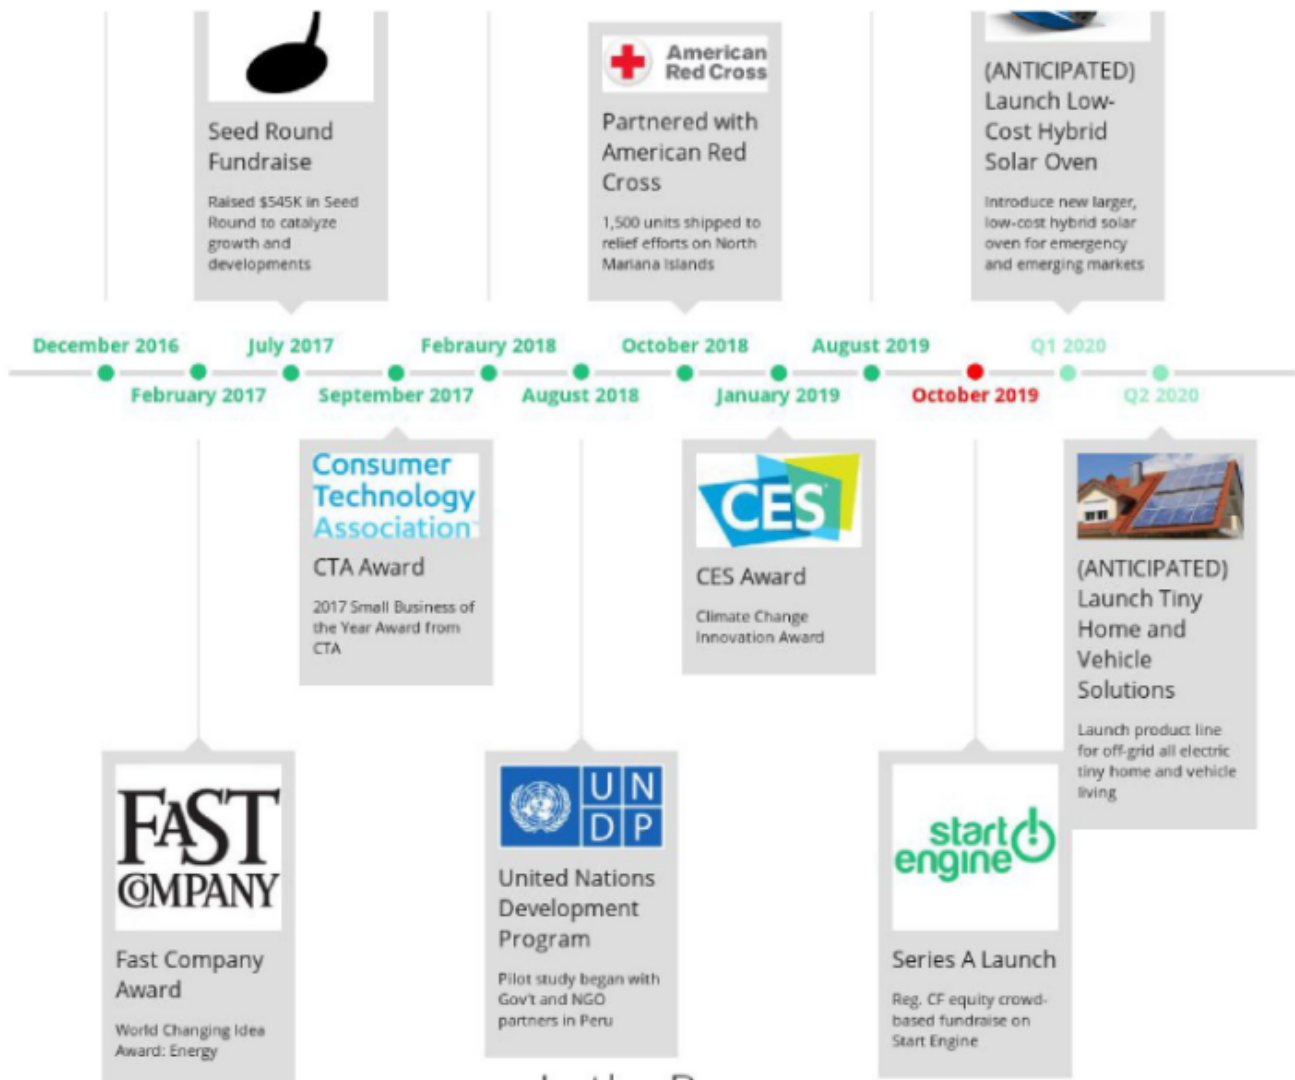 Seed Round
Fundraise
Raised $545K in Seed
Round to catalyze
growth and
developments
American
Red Cross
Partnered with
American Red
Cross
1,500 units shipped to
relief efforts on North
Mariana Islands
(ANTICIPATED)
Launch Low-
Cost Hybrid
Solar Oven
Introduce new larger,
low-cost hybrid solar
oven for emergency
and emerging markets
December 2016
July 2017
Febraury 2018
October 2018
August 2019
Q1 2020
February 2017
September 2017
August 2018
January 2019
October 2019
Q2 2020
Consumer
Technology
Association
CTA Award
2017 Small Business of
the Year Award from
CTA
CES
CES Award
Climate Change
Innovation Award
(ANTICIPATED)
Launch Tiny
Home and
Vehicle
Solutions
Launch product line
for off-grid all electric
tiny home and vehicle
living
FAST
COMPANY
Fast Company
Award
World Changing Idea
Award: Energy
U N
D P
United Nations
Development
Program
Pilot study began with
Gov't and NGO
partners in Peru
start
engine
Series A Launch
Reg. CF equity crowd-
based fundraise on
Start Engine